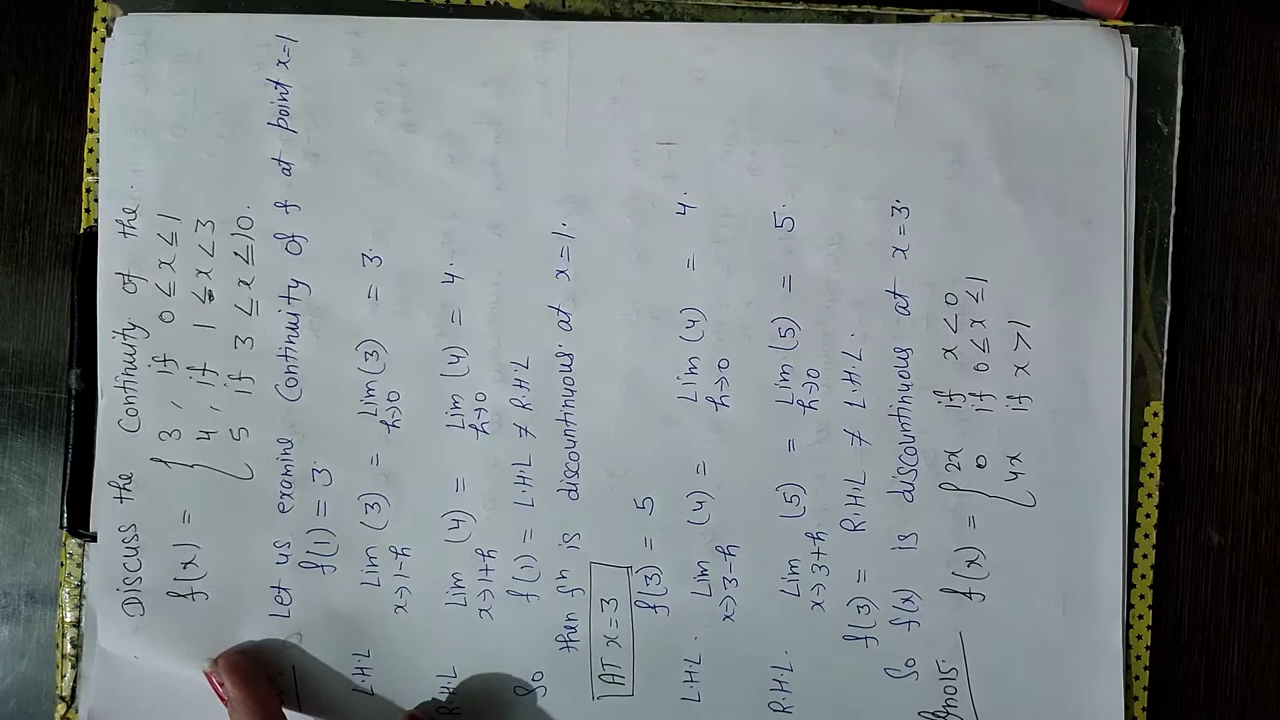 Discuss the Continuity of the.
f(x) = { 3, if 0 ≤ x ≤ 1
4, if 1 ≤ x < 3
5 if 3 ≤ x ≤ 10.
Let us examine Continuity of f at point x=1
f(1) = 3.
L.H.L Lim x→1-h (3) = Lim h→0 (3) = 3.
R.H.L Lim x→1+h (4) = Lim h→0 (4) = 4.
So f(1) = L.H.L ≠ R.H.L
then fn is discontinuous at x=1.
AT x=3
f(3) = 5
L.H.L. Lim x→3-h (4) = Lim h→0 (4) = 4.
R.H.L. Lim x→3+h (5) = Lim h→0 (5) = 5.
f(3) = R.H.L ≠ L.H.L.
So f(x) is discontinuous at x=3.
Qno15. f(x) = { 2x if x < 0
0 if 0 ≤ x ≤ 1
4x if x > 1